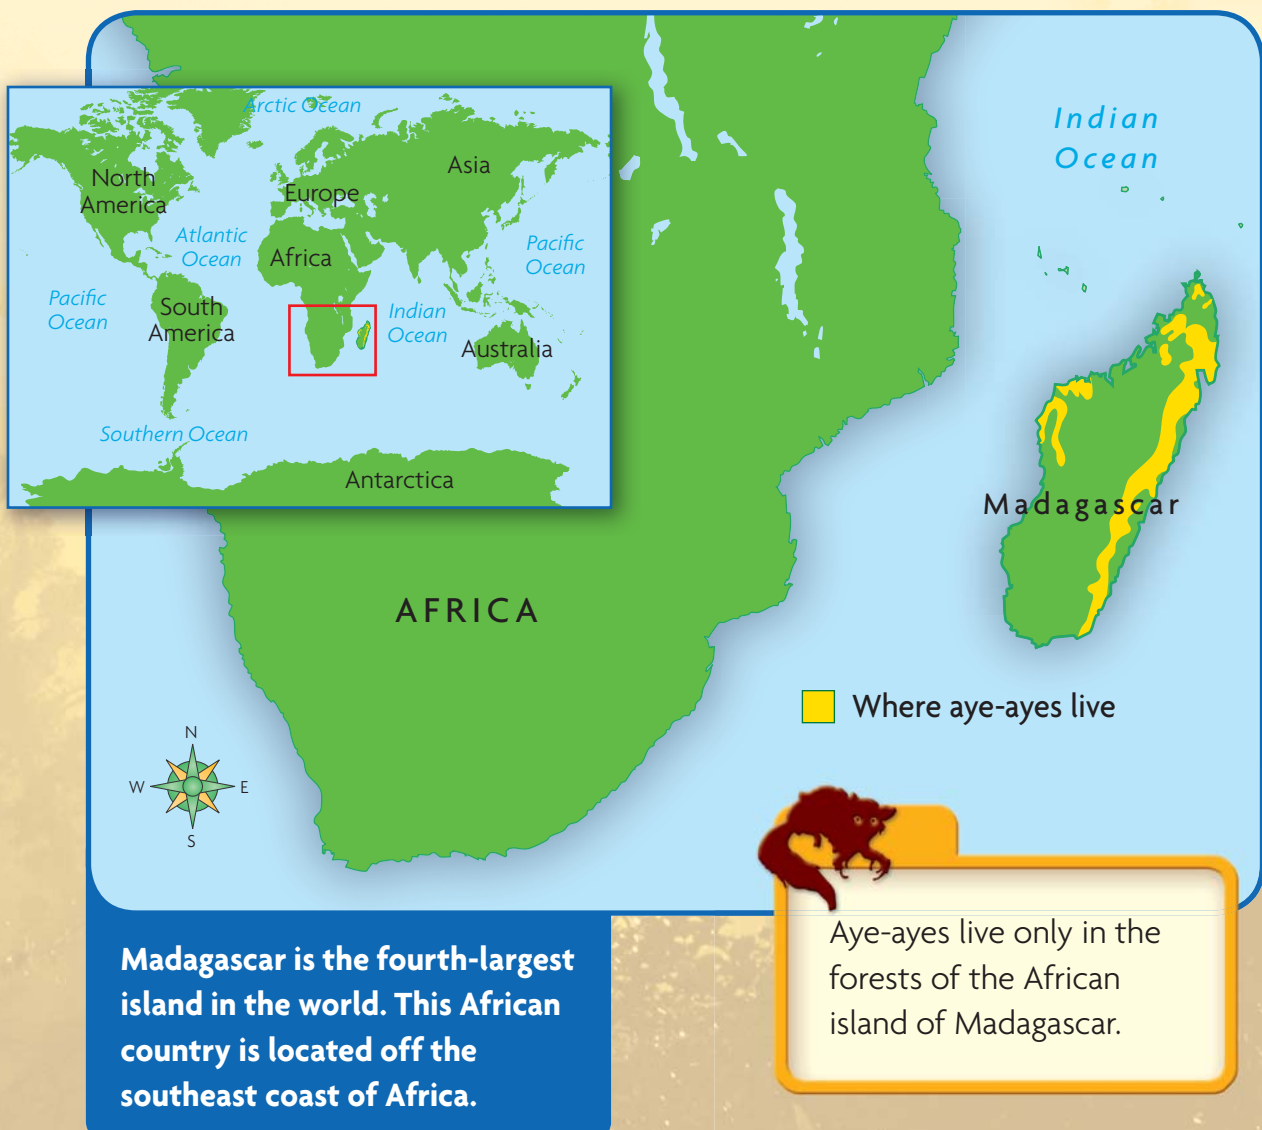 Arctic Ocean
North
America
Europe
Asia
Atlantic
Ocean
Africa
Pacific
Ocean
Pacific
Ocean
South
America
Indian
Ocean
Australia
Southern Ocean
Antarctica
Indian
Ocean
Madagascar
AFRICA
Where aye-ayes live
N
W
E
S
Madagascar is the fourth-largest
island in the world. This African
country is located off the
southeast coast of Africa.
Aye-ayes live only in the
forests of the African
island of Madagascar.